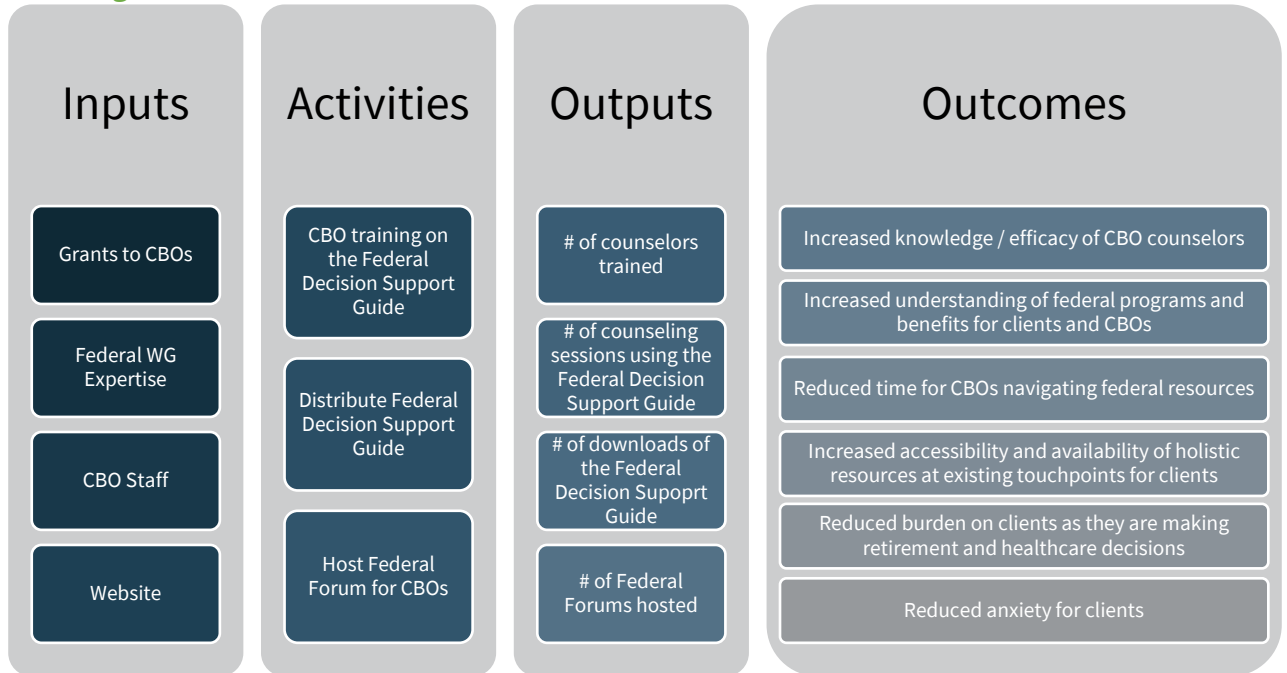 Inputs
Grants to CBOs
Federal WG
Expertise
CBO Staff
Website
Activities
CBO training on
the Federal
Decision Support
Guide
Distribute Federal
Decision Support
Guide
Host Federal
Forum for CBOs
Outputs
# of counselors
trained
# of counseling
sessions using the
Federal Decision
Support Guide
# of downloads of
the Federal
Decision Supoprt
Guide
# of Federal
Forums hosted
Outcomes
Increased knowledge / efficacy of CBO counselors
Increased understanding of federal programs and
benefits for clients and CBOs
Reduced time for CBOs navigating federal resources
Increased accessibility and availability of holistic
resources at existing touchpoints for clients
Reduced burden on clients as they are making
retirement and healthcare decisions
Reduced anxiety for clients